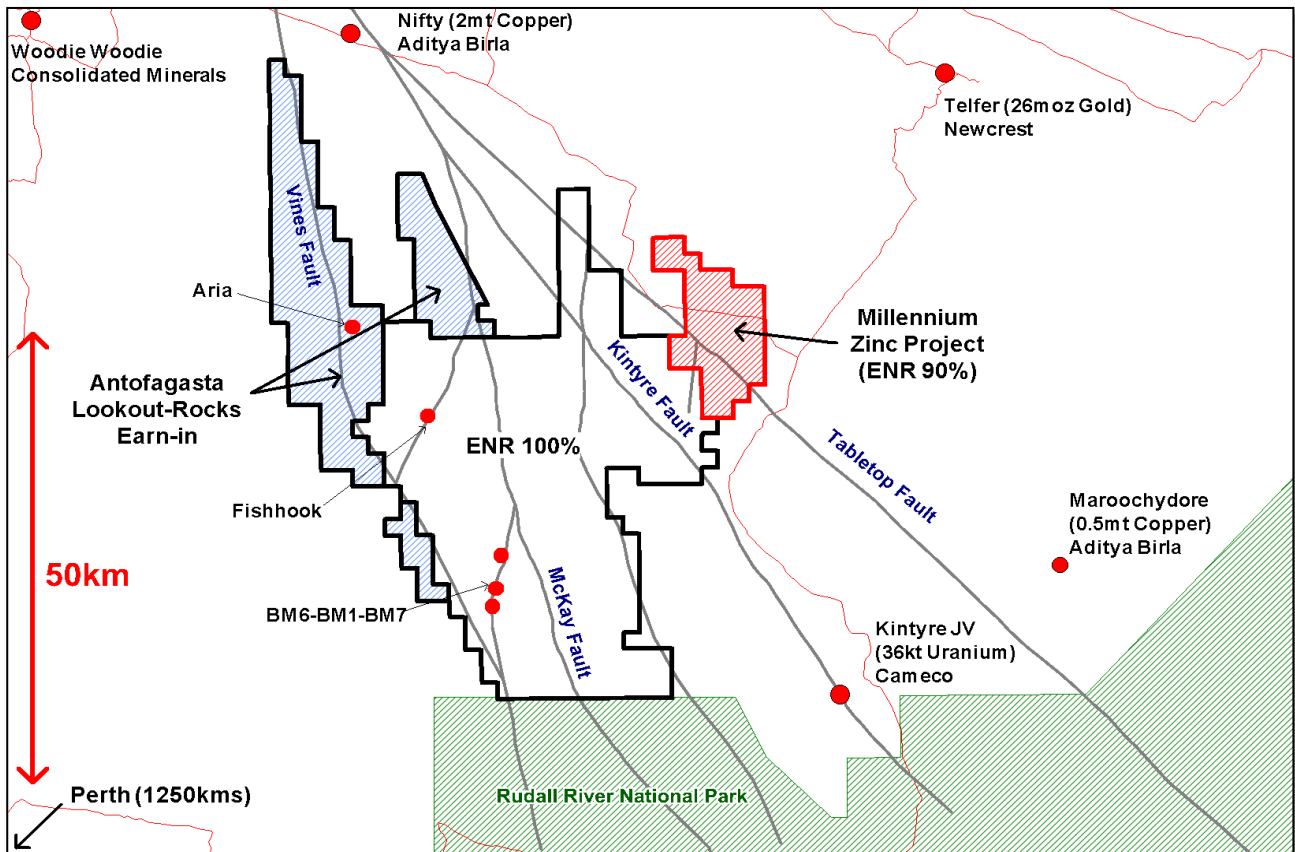 Nifty (2mt Copper)
Aditya Birla
Woodie Woodie
Consolidated Minerals
Telfer (26moz Gold)
Newcrest
Vines Fault
Aria
Millennium
Zinc Project
(ENR 90%)
Kintyre Fault
Antofagasta
Lookout-Rocks
Earn-in
ENR 100%
Tabletop Fault
Fishhook
Maroochydore
(0.5mt Copper)
Aditya Birla
50km
BM6-BM1-BM7
McKay Fault
Kintyre JV
(36kt Uranium)
Cameco
Perth (1250kms)
Rudall River National Park